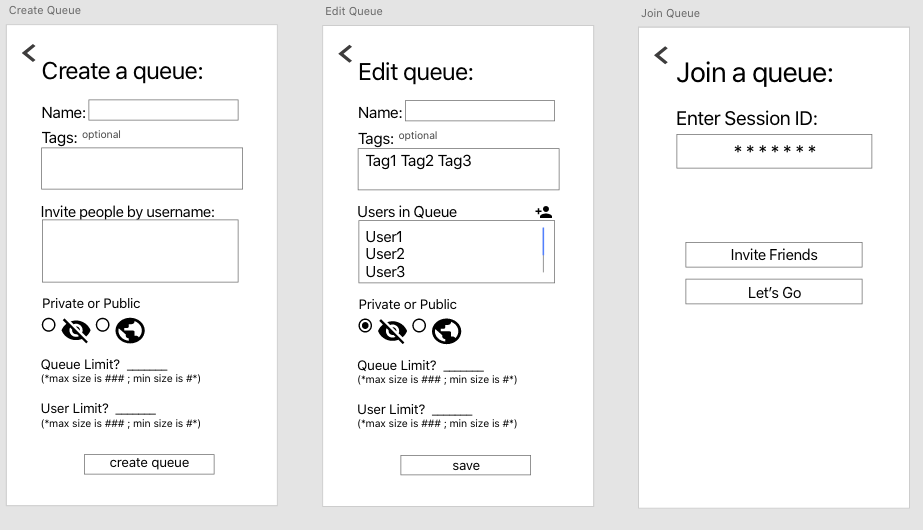 Create Queue
Create a queue:
Name:
Tags: optional
Invite people by username:
Private or Public
Queue Limit? ______
(*max size is ### ; min size is #*)
User Limit? ______
(*max size is ### ; min size is #*)
create queue
Edit Queue
Edit queue:
Name:
Tags: optional
Tag1 Tag2 Tag3
Users in Queue
User1
User2
User3
Private or Public
Queue Limit? ______
(*max size is ### ; min size is #*)
User Limit? ______
(*max size is ### ; min size is #*)
save
Join Queue
Join a queue:
Enter Session ID:
*******
Invite Friends
Let's Go